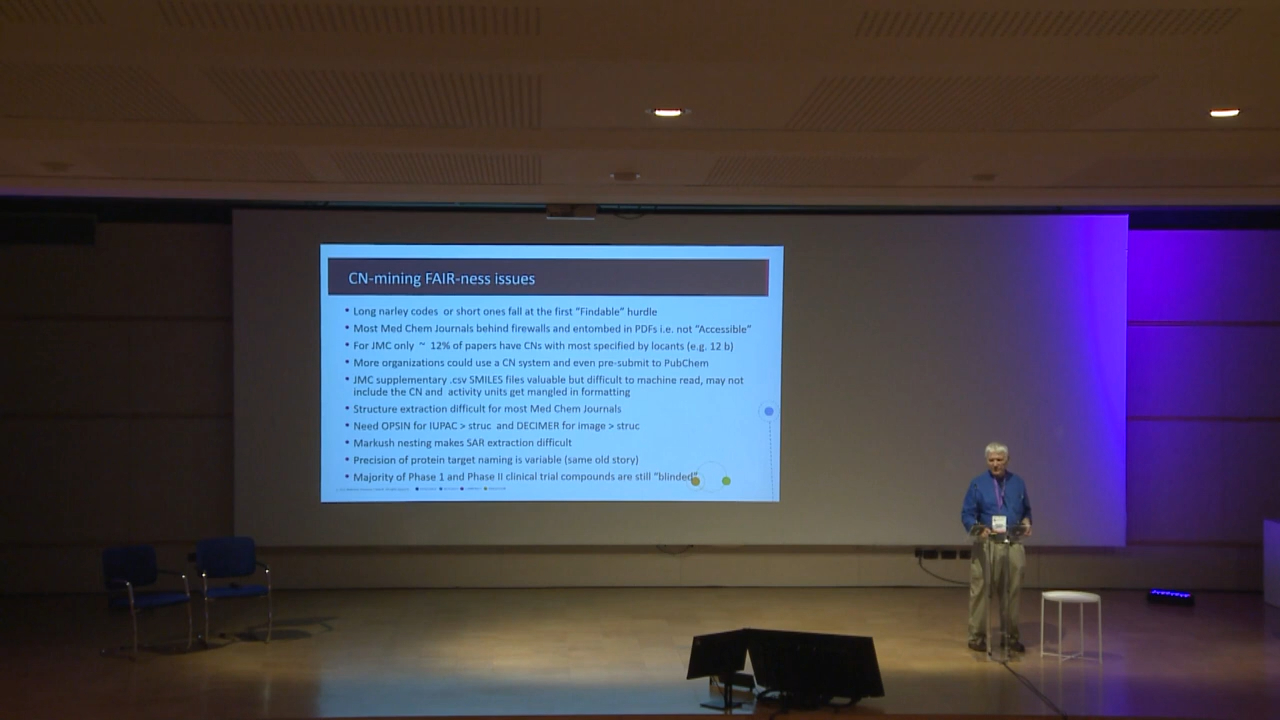 CN-mining FAIR-ness issues
• Long narley codes or short ones fall at the first "Findable" hurdle
• Most Med Chem Journals behind firewalls and entombed in PDFs i.e. not "Accessible"
• For JMC only ~ 12% of papers have CNs with most specified by locants (e.g. 12 b)
• More organizations could use a CN system and even pre-submit to PubChem
• JMC supplementary .csv SMILES files valuable but difficult to machine read, may not
include the CN and activity units get mangled in formatting
• Structure extraction difficult for most Med Chem Journals
• Need OPSIN for IUPAC > struc and DECIMER for image > struc
• Markush nesting makes SAR extraction difficult
• Precision of protein target naming is variable (same old story)
• Majority of Phase 1 and Phase II clinical trial compounds are still "blinded"